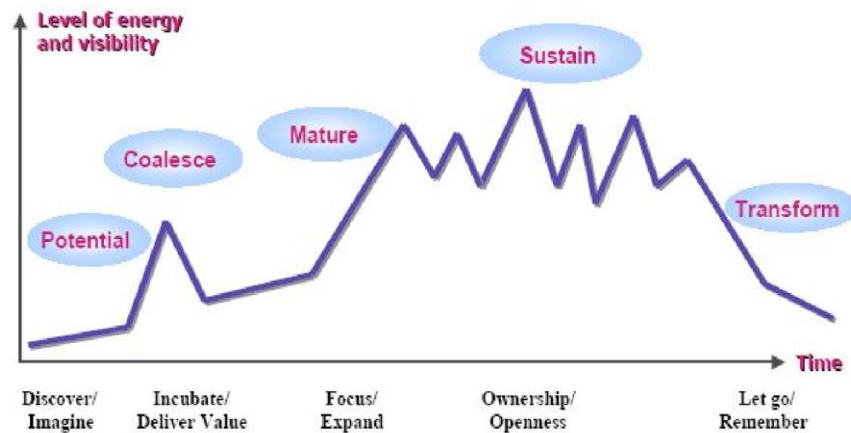 Level of energy
and visibility
Sustain
Mature
Coalesce
Transform
Potential
Time
Discover/
Imagine
Incubate/
Deliver Value
Focus/
Expand
Ownership/
Openness
Let go/
Remember